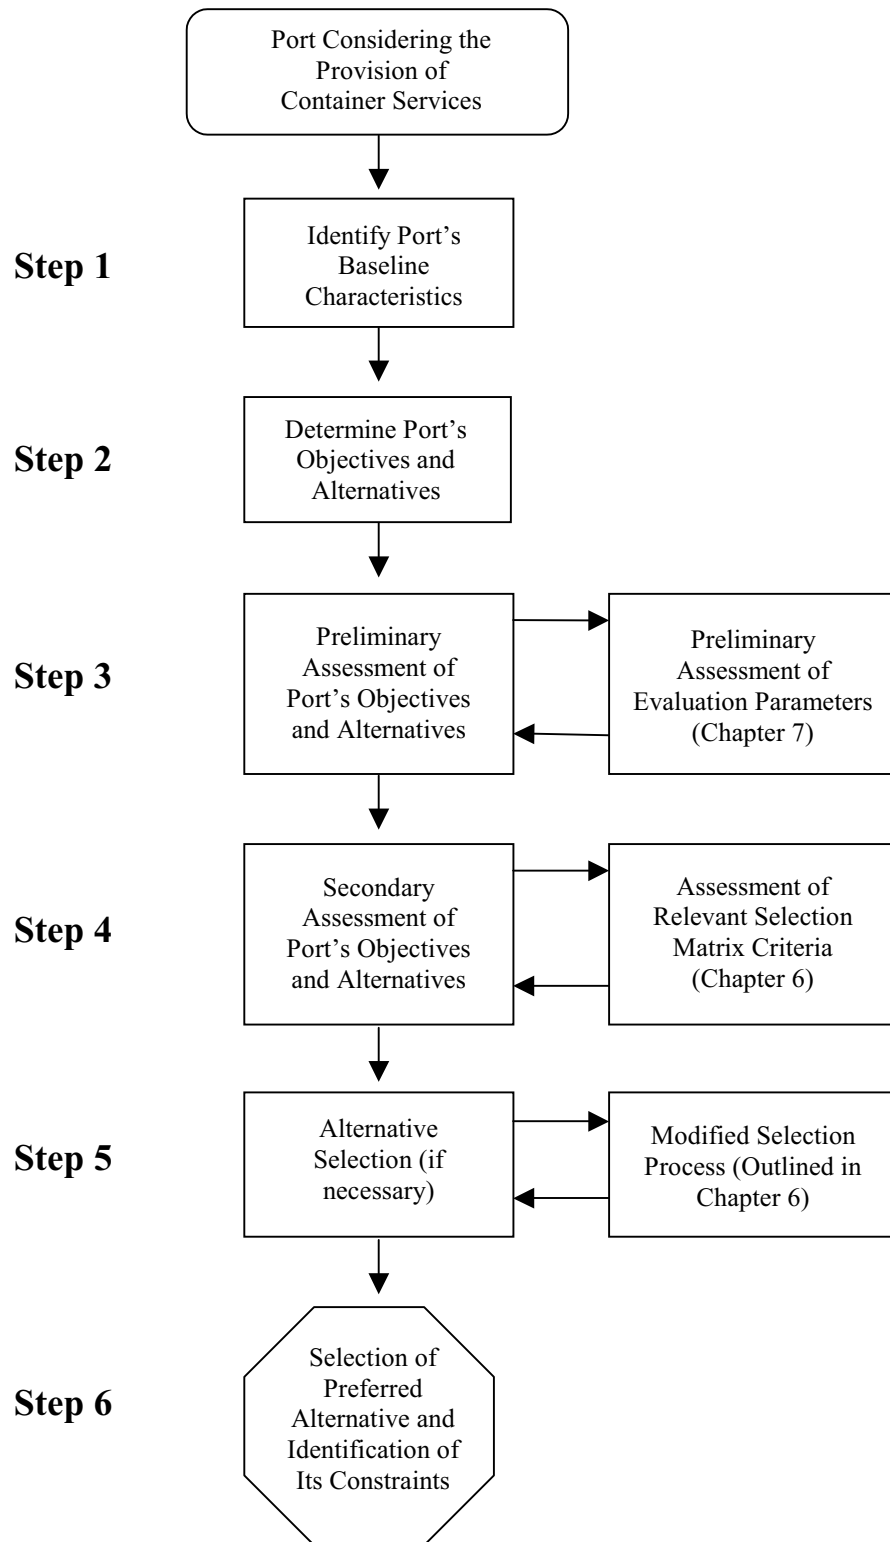 Port Considering the
Provision of
Container Services
Step 1
Identify Port's
Baseline
Characteristics
Step 2
Determine Port's
Objectives and
Alternatives
Step 3
Preliminary
Assessment of
Port's Objectives
and Alternatives
Preliminary
Assessment of
Evaluation Parameters
(Chapter 7)
Step 4
Secondary
Assessment of
Port's Objectives
and Alternatives
Assessment of
Relevant Selection
Matrix Criteria
(Chapter 6)
Step 5
Alternative
Selection (if
necessary)
Modified Selection
Process (Outlined in
Chapter 6)
Step 6
Selection of
Preferred
Alternative and
Identification of
Its Constraints